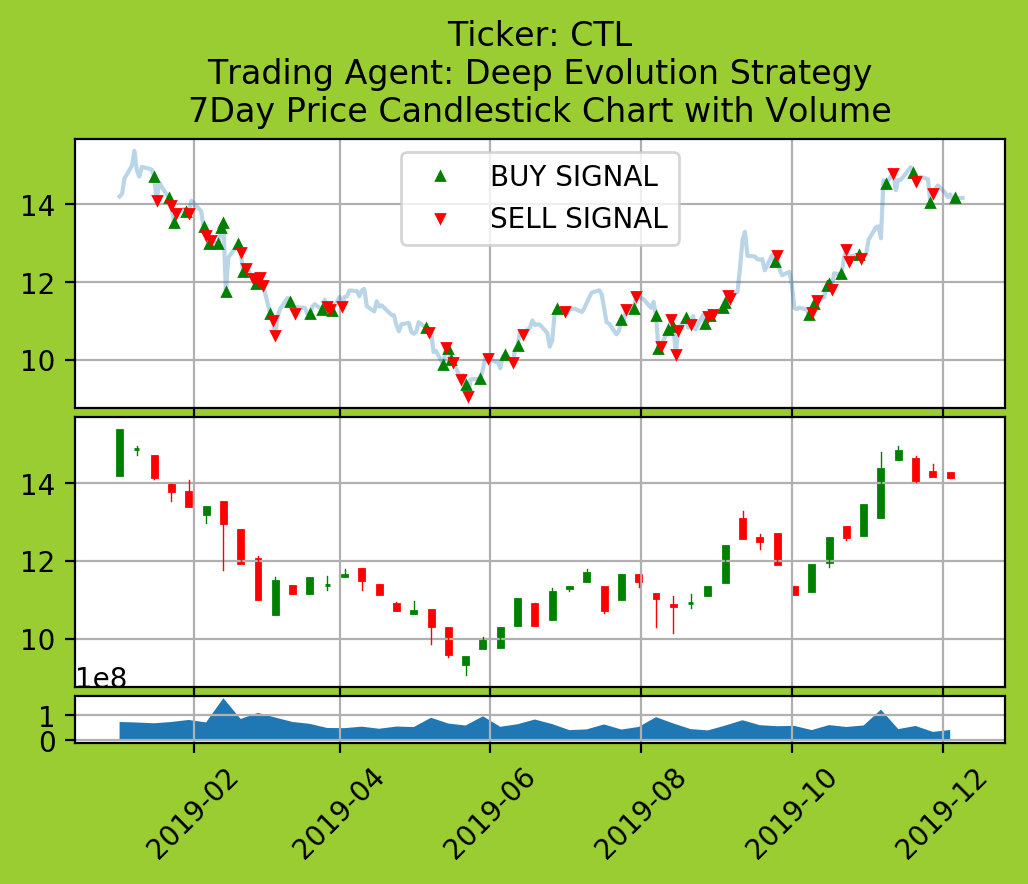 Ticker: CTL
Trading Agent: Deep Evolution Strategy
7Day Price Candlestick Chart with Volume
BUY SIGNAL
SELL SIGNAL
14
12
10
14
12
10
1e8
1
0
2019-02
2019-04
2019-06
2019-08
2019-10
2019-12